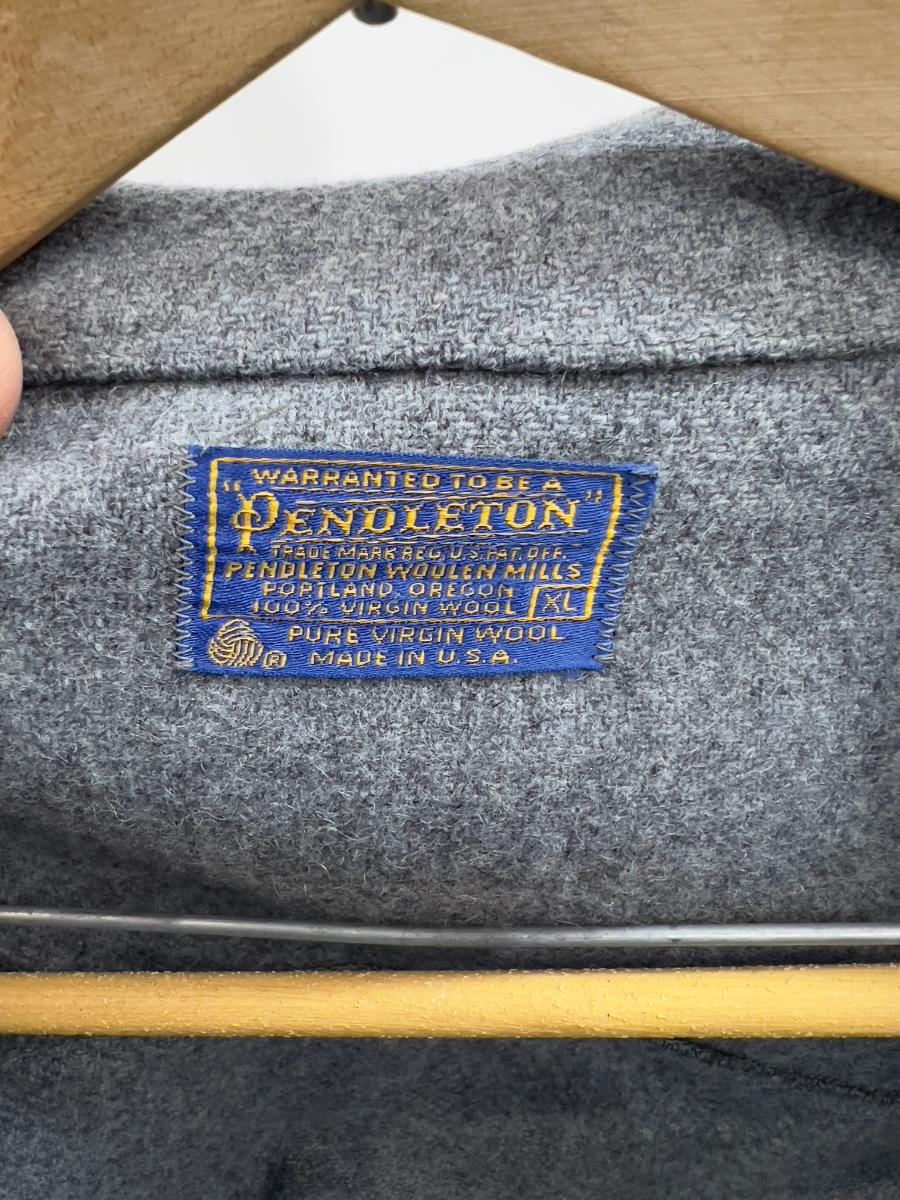 WARRANTED TO BE A
"PENDLETON"
TRADE MARK REG. U.S. PAT. OFF.
PENDLETON WOOLEN MILLS
PORTLAND, OREGON
100% VIRGIN WOOL XL
PURE VIRGIN WOOL
® MADE IN U.S.A.